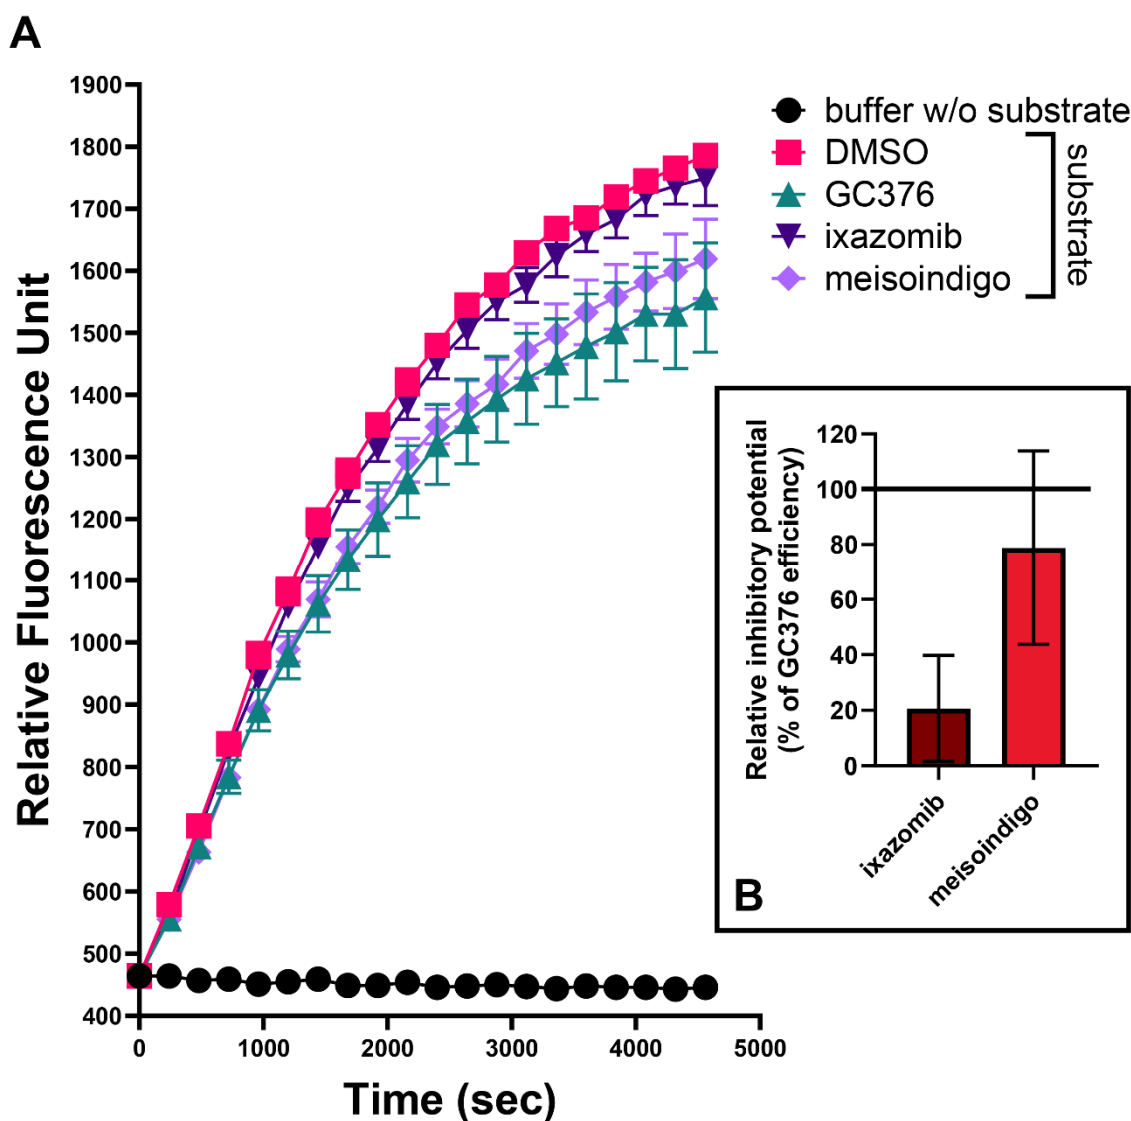 A
Relative Fluorescence Unit
1900
1800
1700
1600
1500
1400
1300
1200
1100
1000
900
800
700
600
500
400
0
1000
2000
3000
4000
5000
Time (sec)
buffer w/o substrate
DMSO
GC376
ixazomib
meisoindigo
substrate
Relative inhibitory potential
(% of GC376 efficiency)
120
100
80
60
40
20
0
ixazomib
meisoindigo
B